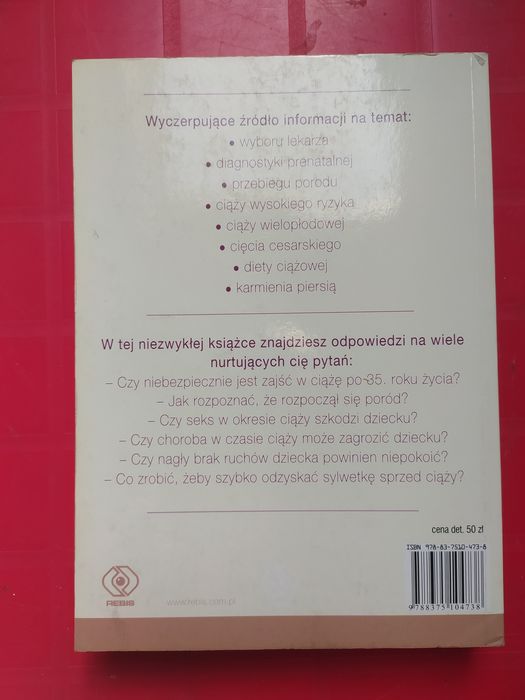 Wyczerpujące źródło informacji na temat:
• wyboru lekarza
• diagnostyki prenatalnej
• przebiegu porodu
• ciąży wysokiego ryzyka
• ciąży wielopłodowej
• cięcia cesarskiego
• diety ciążowej
• karmienia piersią
W tej niezwykłej książce znajdziesz odpowiedzi na wiele
nurtujących cię pytań:
– Czy niebezpiecznie jest zajść w ciążę po 35. roku życia?
– Jak rozpoznać, że rozpoczął się poród?
– Czy seks w okresie ciąży szkodzi dziecku?
– Czy choroba w czasie ciąży może zagrozić dziecku?
– Czy nagły brak ruchów dziecka powinien niepokoić?
– Co zrobić, żeby szybko odzyskać sylwetkę sprzed ciąży?
cena det. 50 zł
ISBN 978-83-7510-473-8
REBIS
www.rebis.com.pl
9 788375 104738